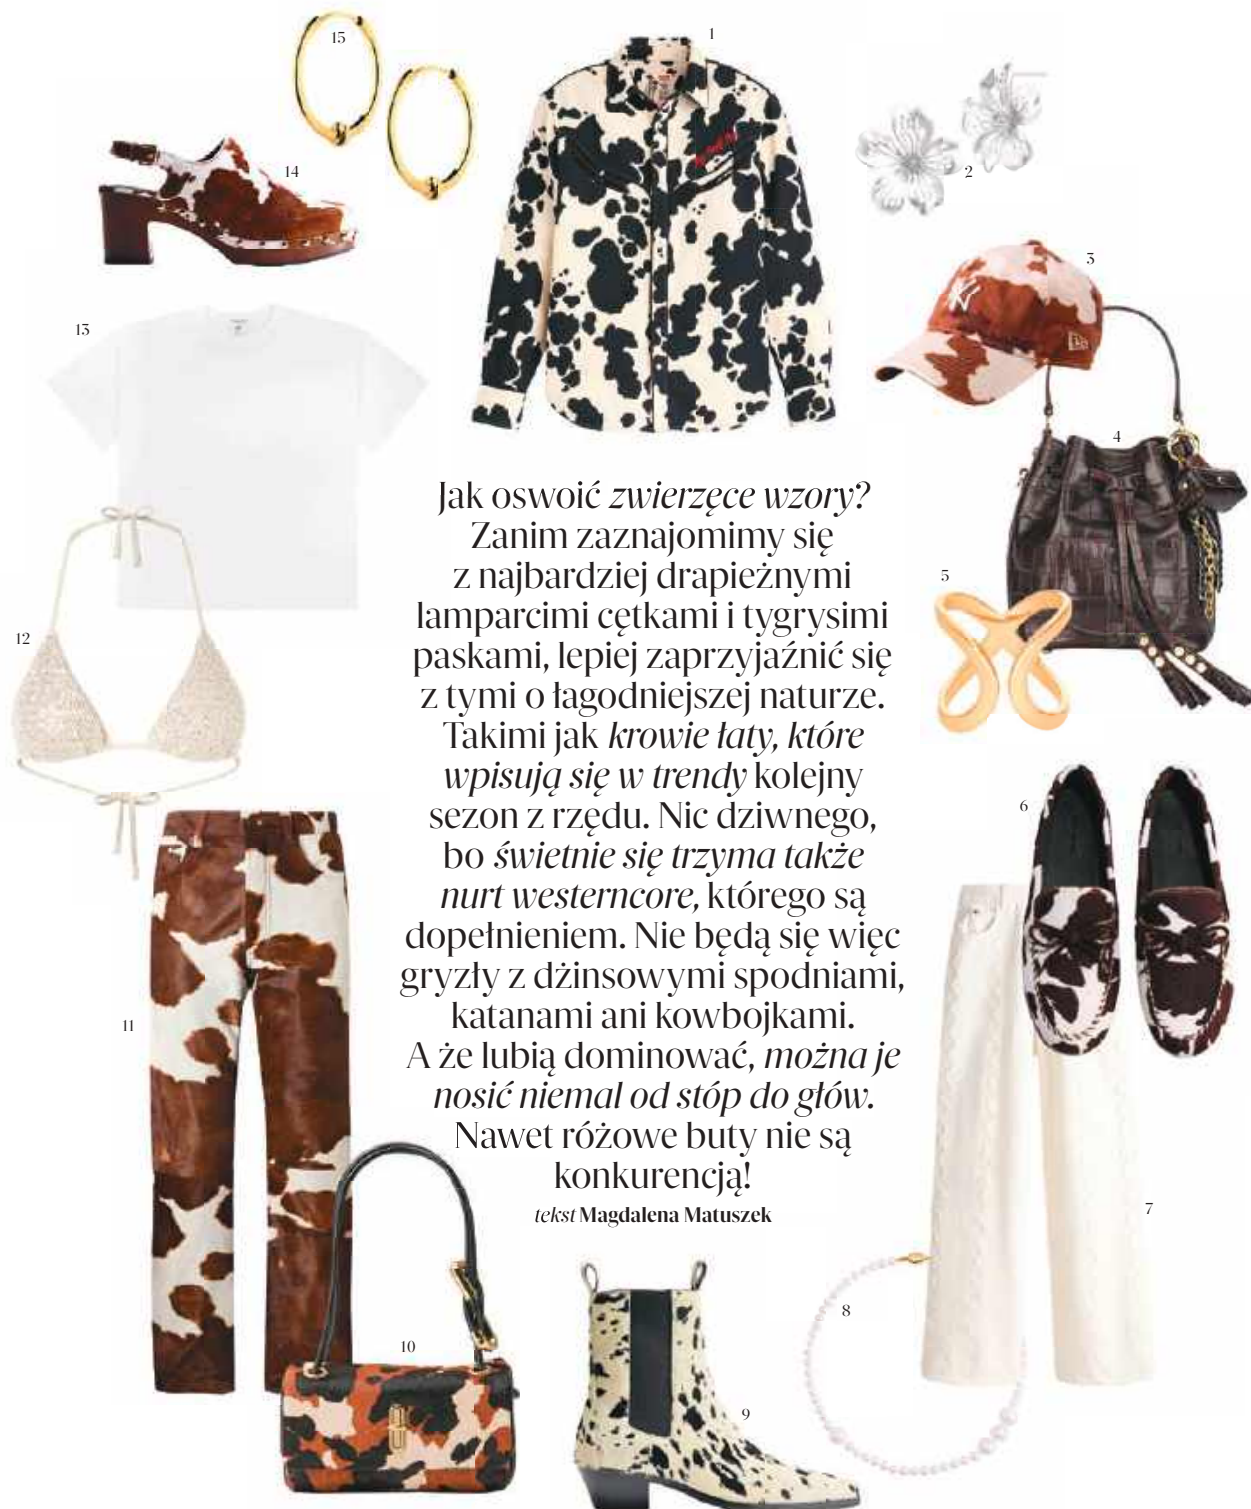 15
1
2
14
3
13
4
5
12
6
11
7
8
10
9
Jak oswoić zwierzęce wzory?
Zanim zaznajomimy się
z najbardziej drapieżnymi
lamparcimi cętkami i tygrysimi
paskami, lepiej zaprzyjaźnić się
z tymi o łagodniejszej naturze.
Takimi jak krowie łaty, które
wpisują się w trendy kolejny
sezon z rzędu. Nic dziwnego,
bo świetnie się trzyma także
nurt westerncore, którego są
dopełnieniem. Nie będą się więc
gryzły z dżinsowymi spodniami,
katanami ani kowbojkami.
A że lubią dominować, można je
nosić niemal od stóp do głów.
Nawet różowe buty nie są
konkurencją!
tekst Magdalena Matuszek
NY